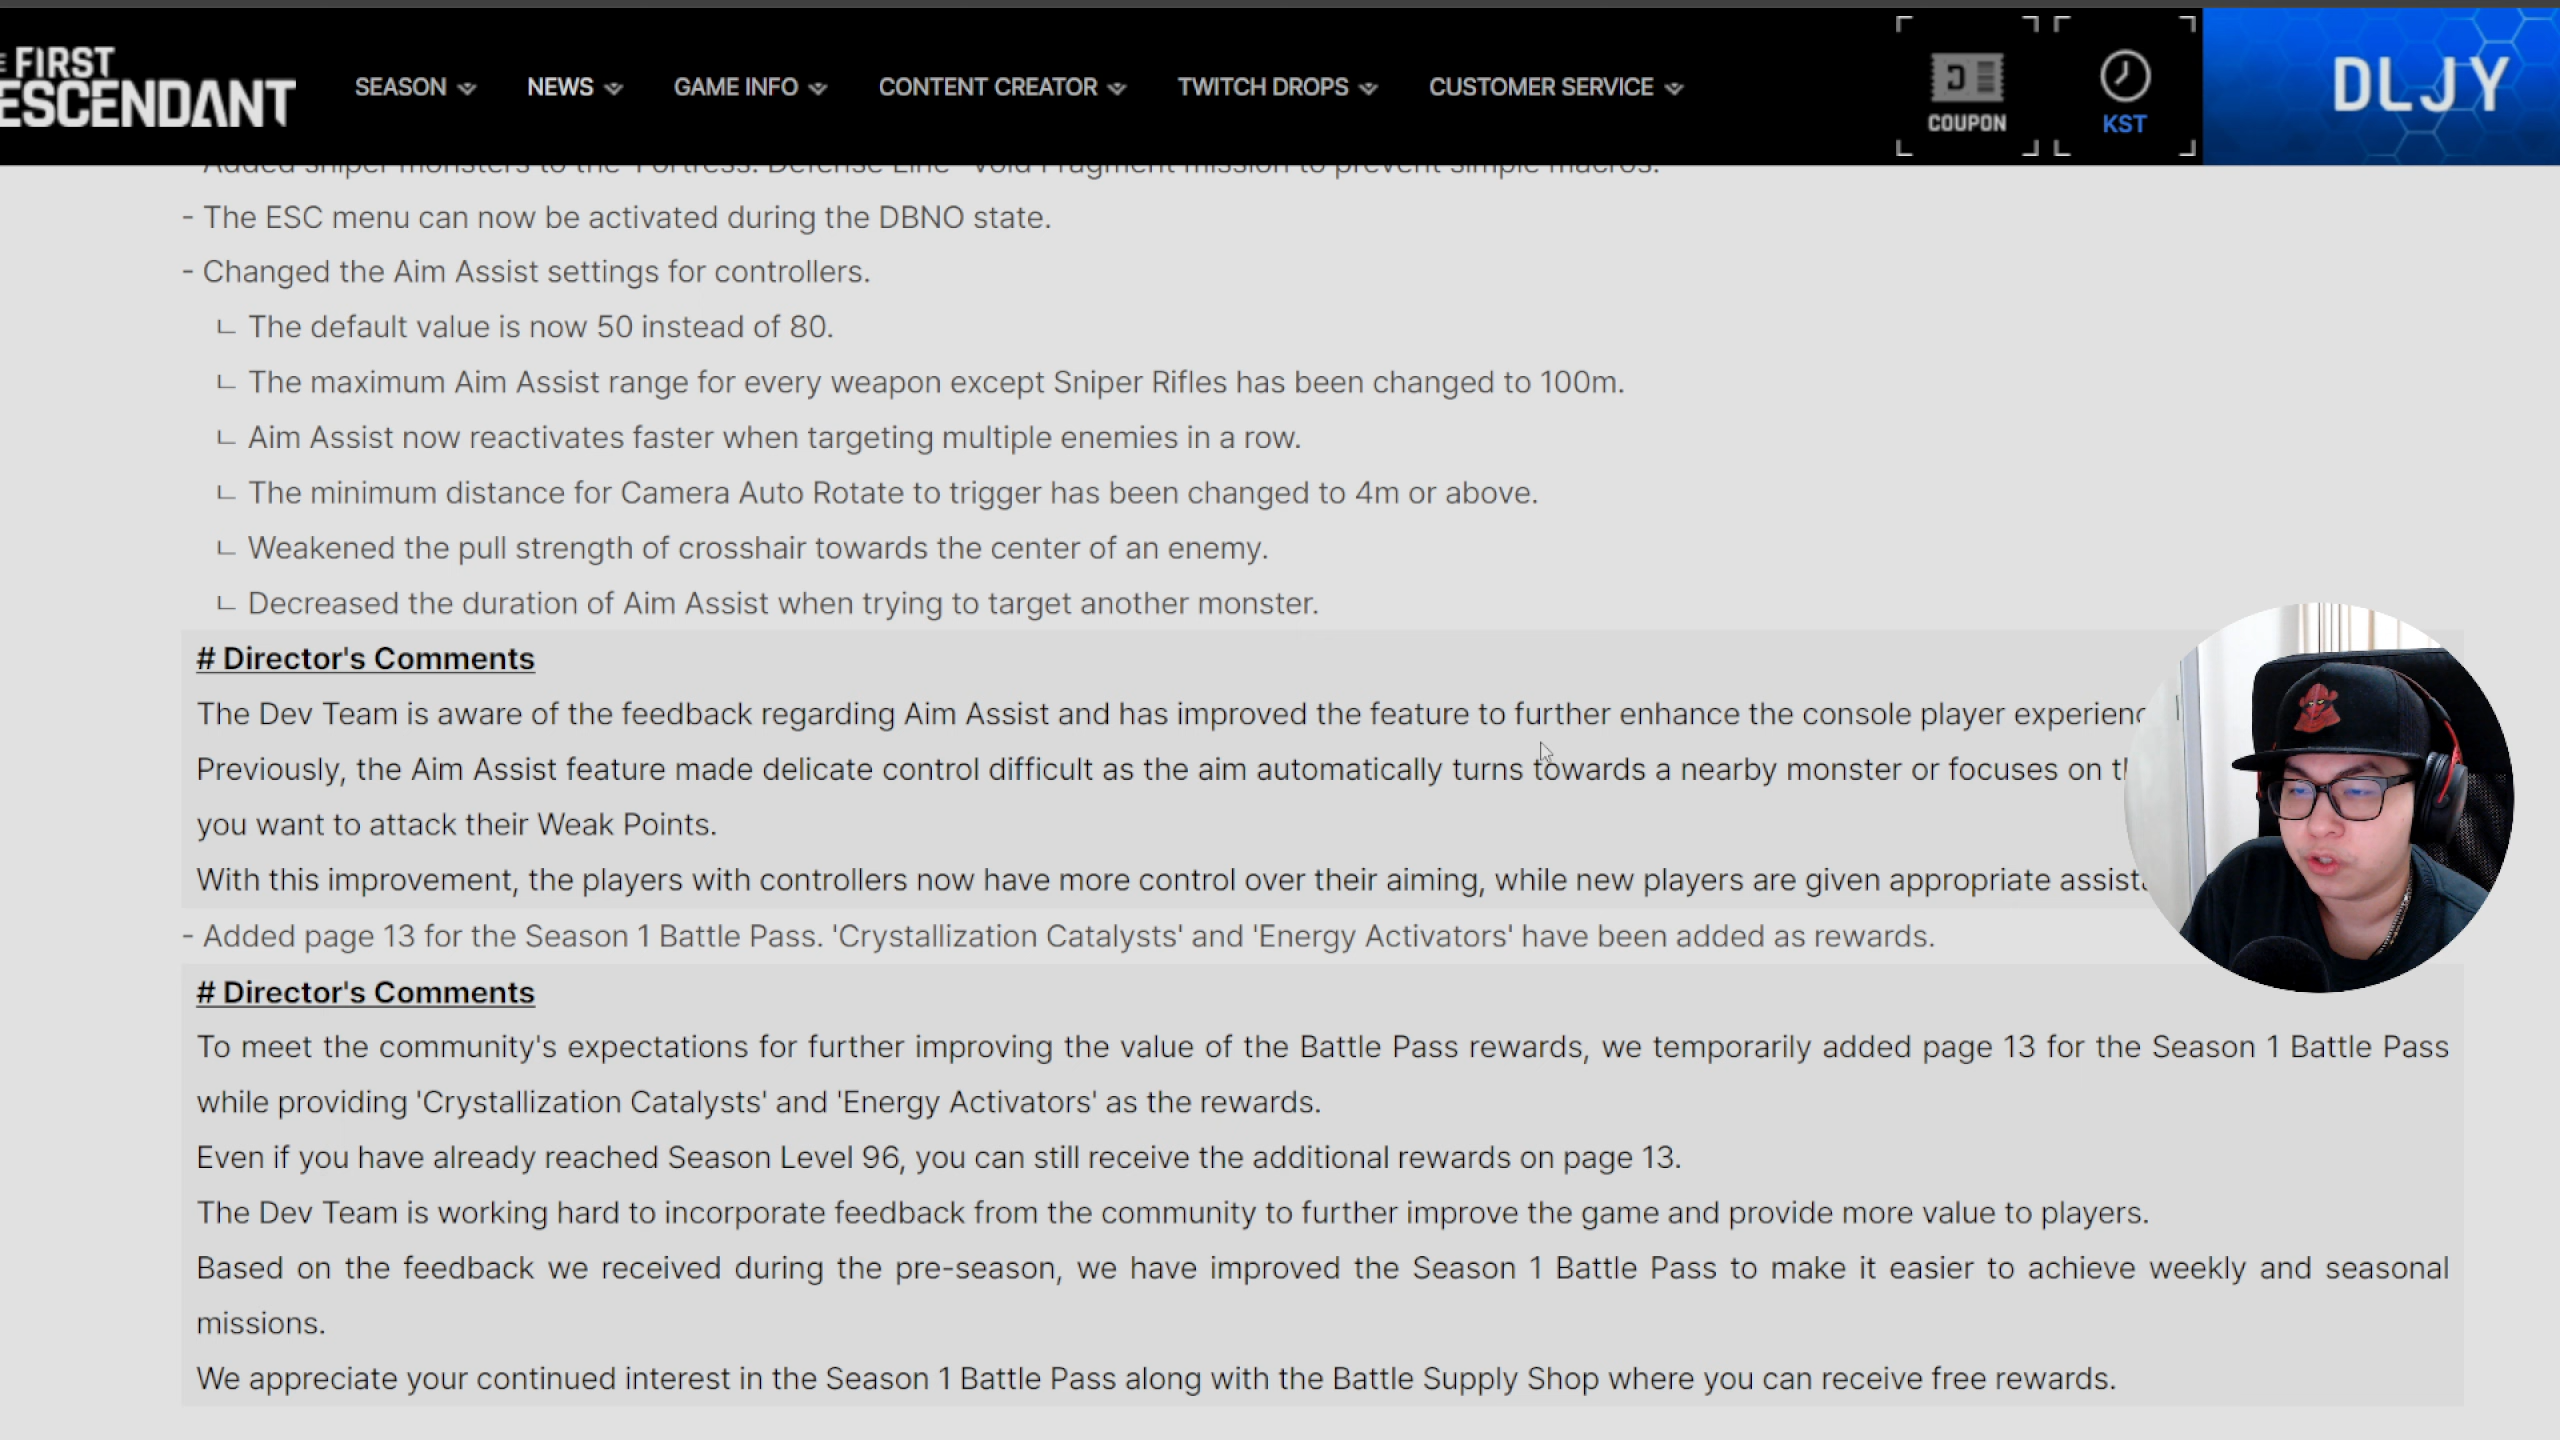 FIRST
ESCENDANT
SEASON NEWS GAME INFO CONTENT CREATOR TWITCH DROPS CUSTOMER SERVICE
COUPON
KST
DLJY
Added sniper monsters to the 'Fortress: Defense Line' Void Fragment mission to prevent simple macros.
- The ESC menu can now be activated during the DBNO state.
- Changed the Aim Assist settings for controllers.
ㄴ The default value is now 50 instead of 80.
ㄴ The maximum Aim Assist range for every weapon except Sniper Rifles has been changed to 100m.
ㄴ Aim Assist now reactivates faster when targeting multiple enemies in a row.
ㄴ The minimum distance for Camera Auto Rotate to trigger has been changed to 4m or above.
ㄴ Weakened the pull strength of crosshair towards the center of an enemy.
ㄴ Decreased the duration of Aim Assist when trying to target another monster.
# Director's Comments
The Dev Team is aware of the feedback regarding Aim Assist and has improved the feature to further enhance the console player
Previously, the Aim Assist feature made delicate control difficult as the aim automatically turns towards a nearby monster or focuses on
you want to attack their Weak Points.
With this improvement, the players with controllers now have more control over their aiming, while new players are given appropriate
- Added page 13 for the Season 1 Battle Pass. 'Crystallization Catalysts' and 'Energy Activators' have been added as rewards.
# Director's Comments
To meet the community's expectations for further improving the value of the Battle Pass rewards, we temporarily added page 13 for the Season 1 Battle Pass
while providing 'Crystallization Catalysts' and 'Energy Activators' as the rewards.
Even if you have already reached Season Level 96, you can still receive the additional rewards on page 13.
The Dev Team is working hard to incorporate feedback from the community to further improve the game and provide more value to players.
Based on the feedback we received during the pre-season, we have improved the Season 1 Battle Pass to make it easier to achieve weekly and seasonal
missions.
We appreciate your continued interest in the Season 1 Battle Pass along with the Battle Supply Shop where you can receive free rewards.